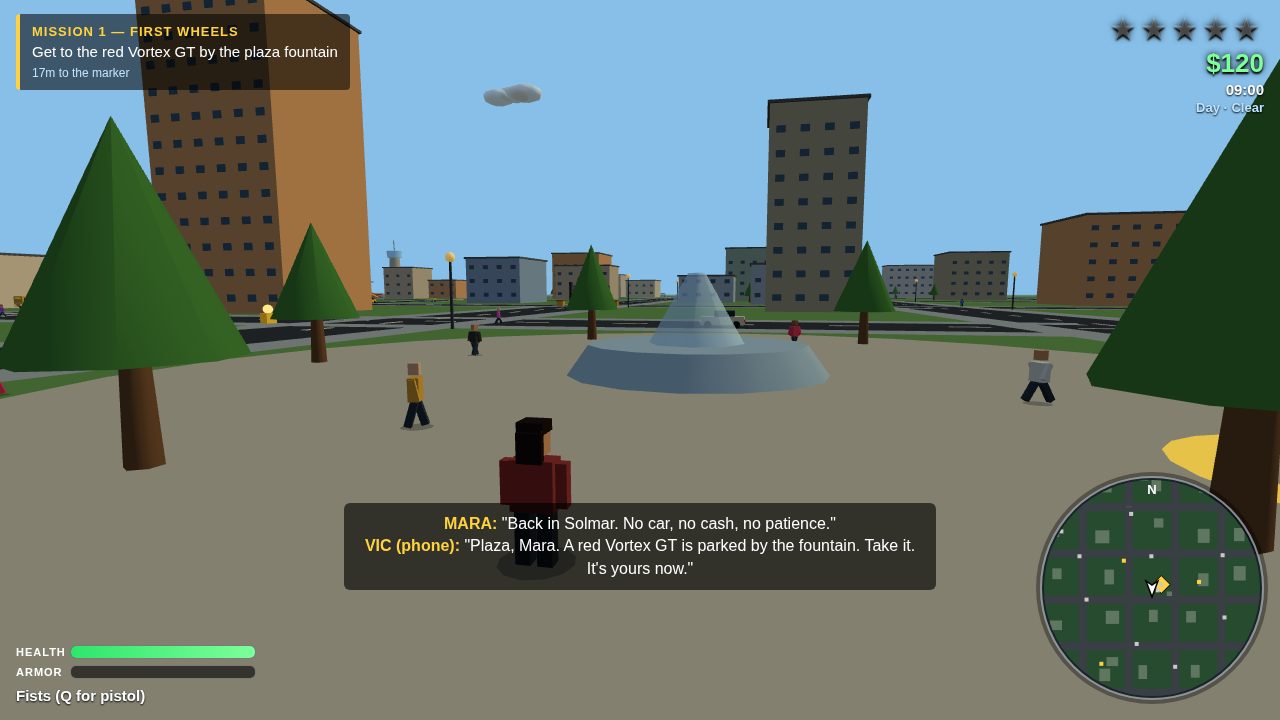 MISSION 1 — FIRST WHEELS
Get to the red Vortex GT by the plaza fountain
17m to the marker
$120
09:00
Day · Clear
MARA: "Back in Solmar. No car, no cash, no patience."
VIC (phone): "Plaza, Mara. A red Vortex GT is parked by the fountain. Take it.
It's yours now."
N
HEALTH
ARMOR
Fists (Q for pistol)